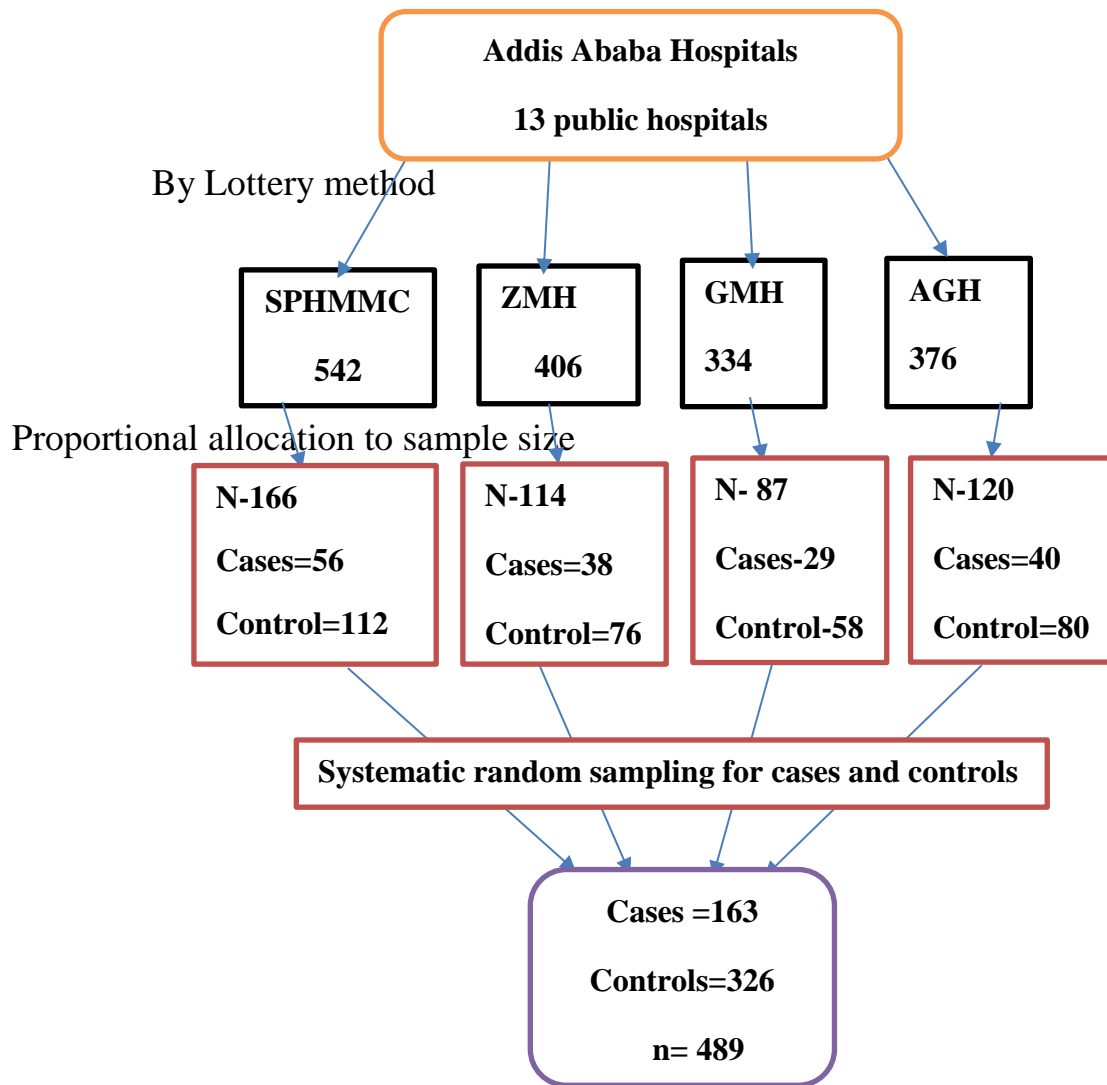 Addis Ababa Hospitals
13 public hospitals
By Lottery method
SPHMMC
542
ZMH
406
GMH
334
AGH
376
Proportional allocation to sample size
N-166
Cases=56
Control=112
N-114
Cases=38
Control=76
N- 87
Cases-29
Control-58
N-120
Cases=40
Control=80
Systematic random sampling for cases and controls
Cases =163
Controls=326
n= 489